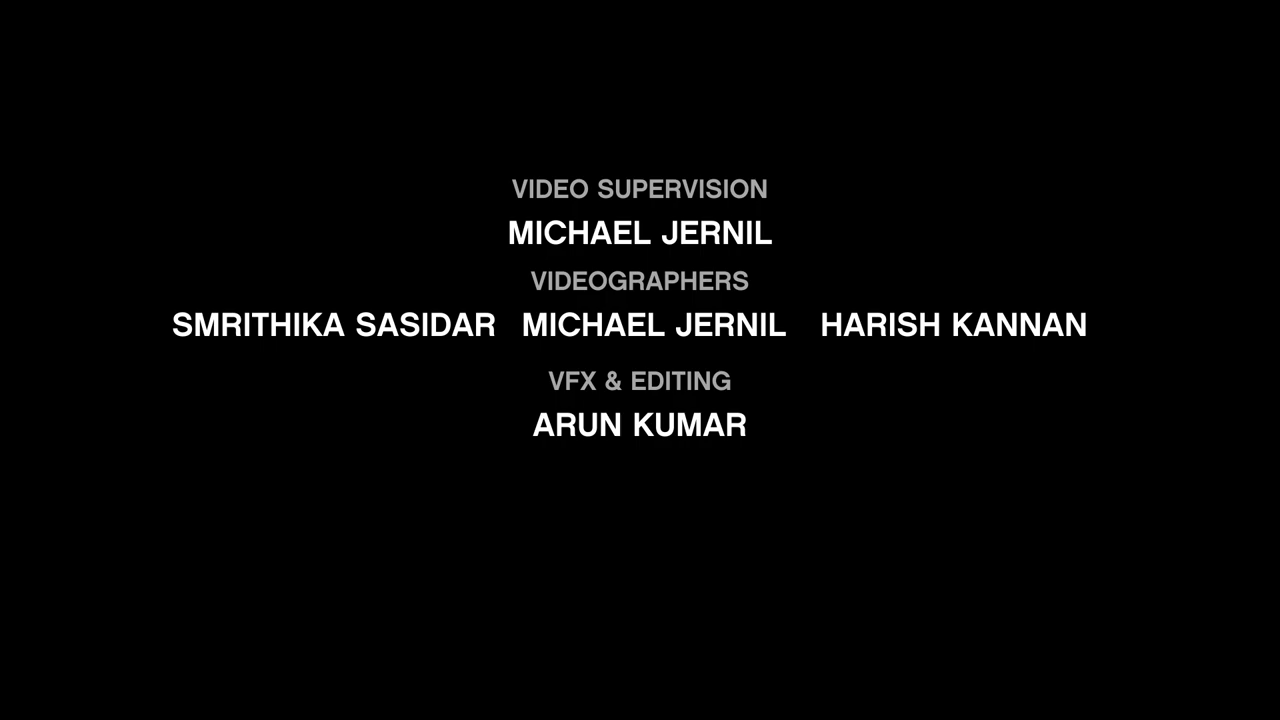 VIDEO SUPERVISION
MICHAEL JERNIL
VIDEOGRAPHERS
SMRITHIKA SASIDAR MICHAEL JERNIL HARISH KANNAN
VFX & EDITING
ARUN KUMAR